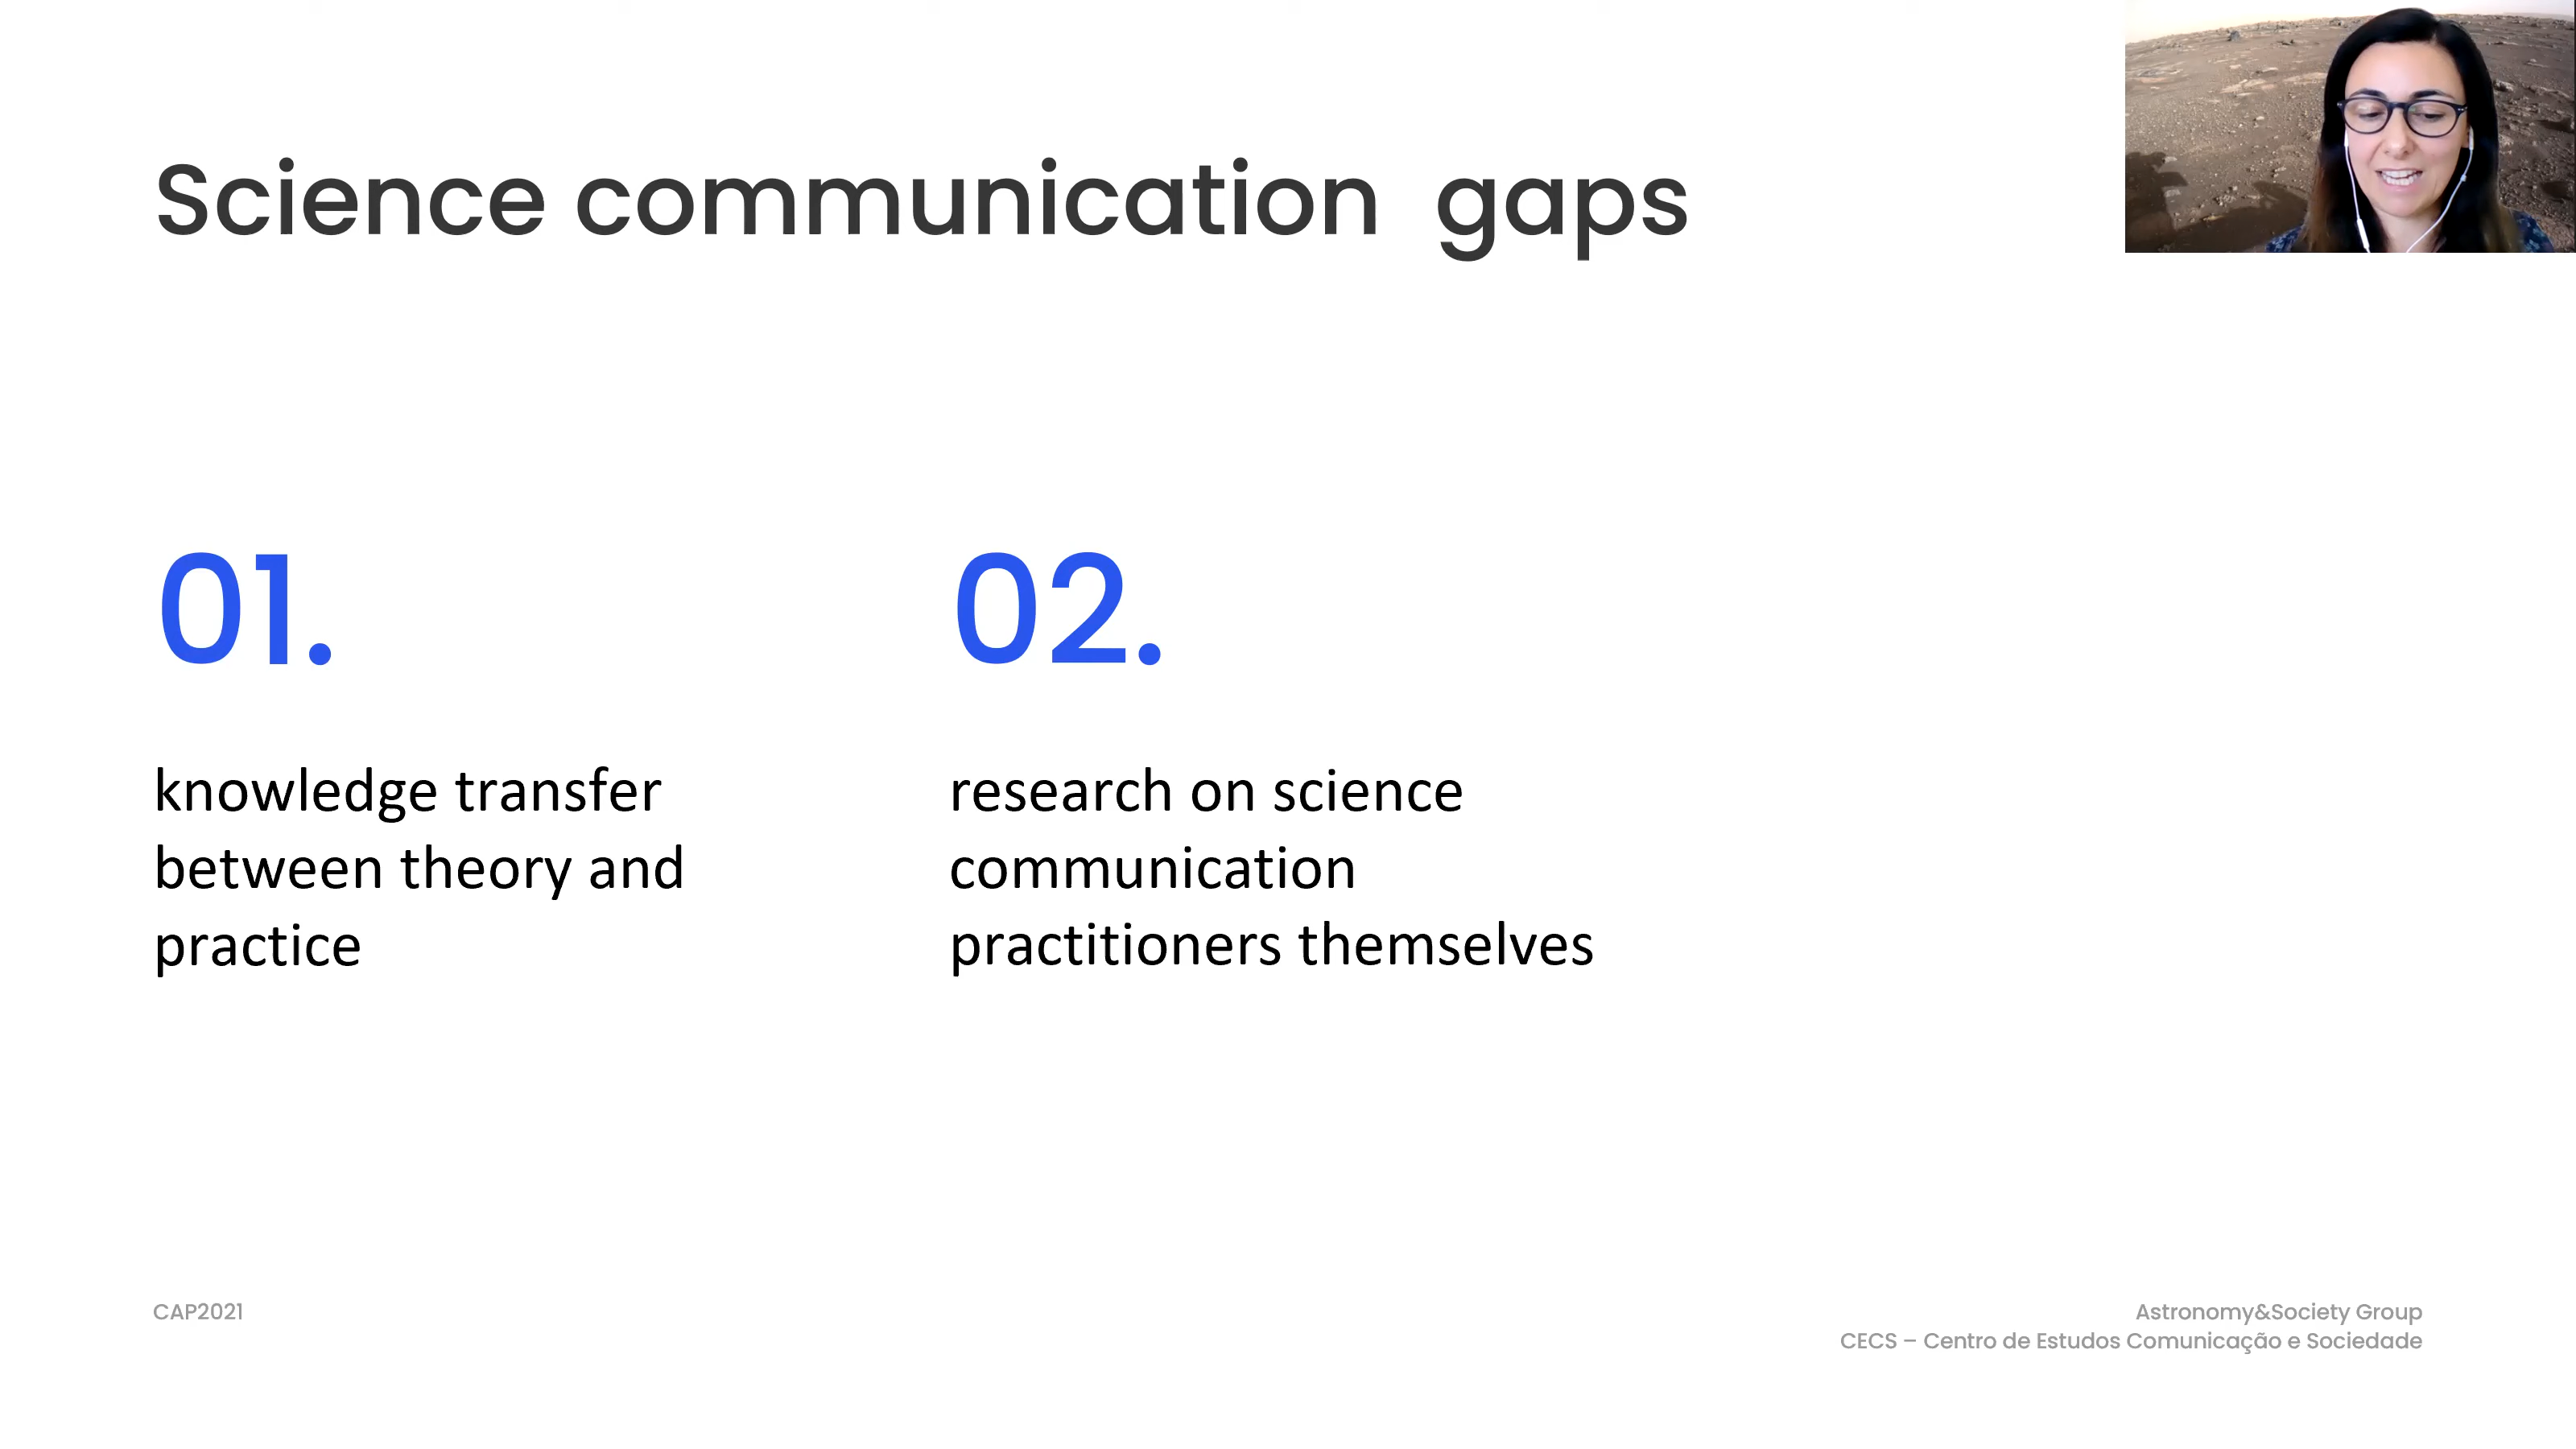 Science communication  gaps
01.
knowledge transfer
between theory and
practice
02.
research on science
communication
practitioners themselves
CAP2021
Astronomy&Society Group
CECS – Centro de Estudos Comunicação e Sociedade